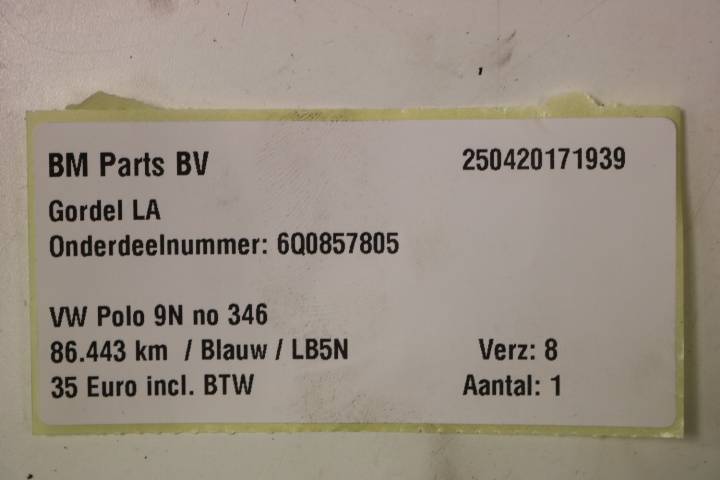 BM Parts BV 250420171939
Gordel LA
Onderdeelnummer: 6Q0857805
VW Polo 9N no 346
86.443 km / Blauw / LB5N Verz: 8
35 Euro incl. BTW Aantal: 1